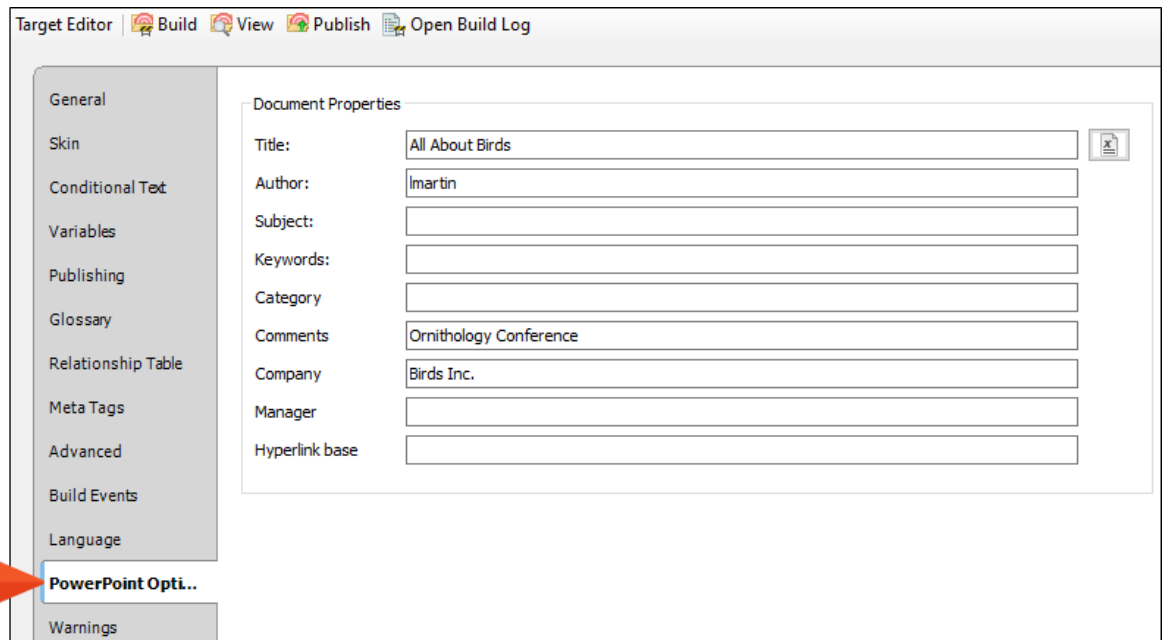 Target Editor Build View Publish Open Build Log
General
Skin
Conditional Text
Variables
Publishing
Glossary
Relationship Table
Meta Tags
Advanced
Build Events
Language
PowerPoint Opti...
Warnings
Document Properties
Title: All About Birds
Author: lmartin
Subject:
Keywords:
Category
Comments Ornithology Conference
Company Birds Inc.
Manager
Hyperlink base